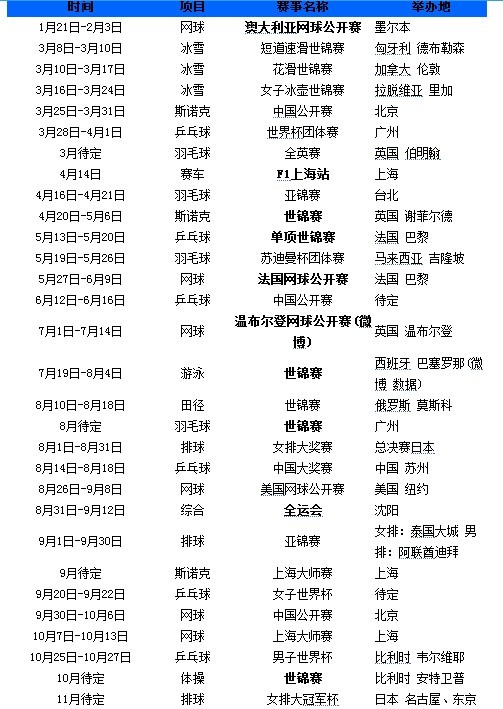 时间 项目 赛事名称 举办地
1月21日-2月3日 网球 澳大利亚网球公开赛 墨尔本
3月8日-3月10日 冰雪 短道速滑世锦赛 匈牙利 德布勒森
3月10日-3月17日 冰雪 花滑世锦赛 加拿大 伦敦
3月16日-3月24日 冰雪 女子冰壶世锦赛 拉脱维亚 里加
3月25日-3月31日 斯诺克 中国公开赛 北京
3月28日-4月1日 乒乓球 世界杯团体赛 广州
3月待定 羽毛球 全英赛 英国 伯明翰
4月14日 赛车 F1上海站 上海
4月16日-4月21日 羽毛球 亚锦赛 台北
4月20日-5月6日 斯诺克 世锦赛 英国 谢菲尔德
5月13日-5月20日 乒乓球 单项世锦赛 法国 巴黎
5月19日-5月26日 羽毛球 苏迪曼杯团体赛 马来西亚 吉隆坡
5月27日-6月9日 网球 法国网球公开赛 法国 巴黎
6月12日-6月16日 乒乓球 中国公开赛 待定
7月1日-7月14日 网球 温布尔登网球公开赛(微
博) 英国 温布尔登
7月19日-8月4日 游泳 世锦赛 西班牙 巴塞罗那(微
博 数据)
8月10日-8月18日 田径 世锦赛 俄罗斯 莫斯科
8月待定 羽毛球 世锦赛 广州
8月1日-8月31日 排球 女排大奖赛 总决赛日本
8月14日-8月18日 乒乓球 中国大奖赛 中国 苏州
8月26日-9月8日 网球 美国网球公开赛 美国 纽约
8月31日-9月12日 综合 全运会 沈阳
9月1日-9月30日 排球 亚锦赛 女排：泰国大城 男
排：阿联酋迪拜
9月待定 斯诺克 上海大师赛 上海
9月20日-9月22日 乒乓球 女子世界杯 待定
9月30日-10月6日 网球 中国公开赛 北京
10月7日-10月13日 网球 上海大师赛 上海
10月25日-10月27日 乒乓球 男子世界杯 比利时 韦尔维耶
10月待定 体操 世锦赛 比利时 安特卫普
11月待定 排球 女排大冠军杯 日本 名古屋、东京